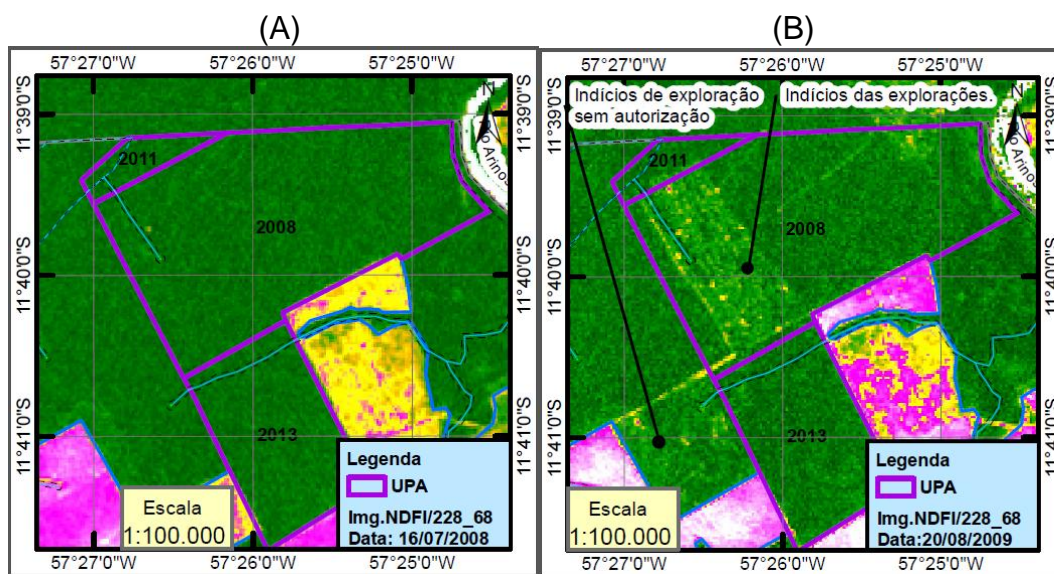 (A)
(B)
57°27'0"W 57°26'0"W 57°25'0"W
11°39'0"S 11°39'0"S
N
Rio Arinos
2011
2008
11°40'0"S 11°40'0"S
11°41'0"S 11°41'0"S
2013
Legenda
UPA
Img.NDFI/228_68
Data: 16/07/2008
Escala
1:100.000
57°27'0"W 57°26'0"W 57°25'0"W
57°27'0"W 57°26'0"W 57°25'0"W
Indícios de exploração
sem autorização
Indícios das explorações.
11°39'0"S 11°39'0"S
N
Rio Arinos
2011
2008
11°40'0"S 11°40'0"S
11°41'0"S 11°41'0"S
2013
Legenda
UPA
Img.NDFI/228_68
Data:20/08/2009
Escala
1:100.000
57°27'0"W 57°26'0"W 57°25'0"W